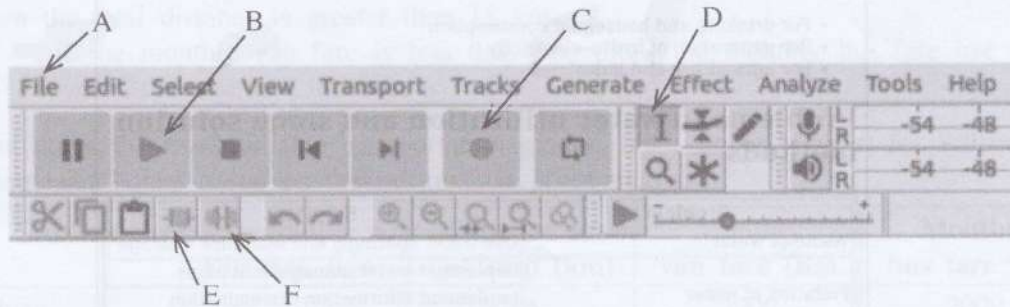 A B C D
File Edit Select View Transport Tracks Generate Effect Analyze Tools Help
L
R -54 -48
L
R -54 -48
- +
E F